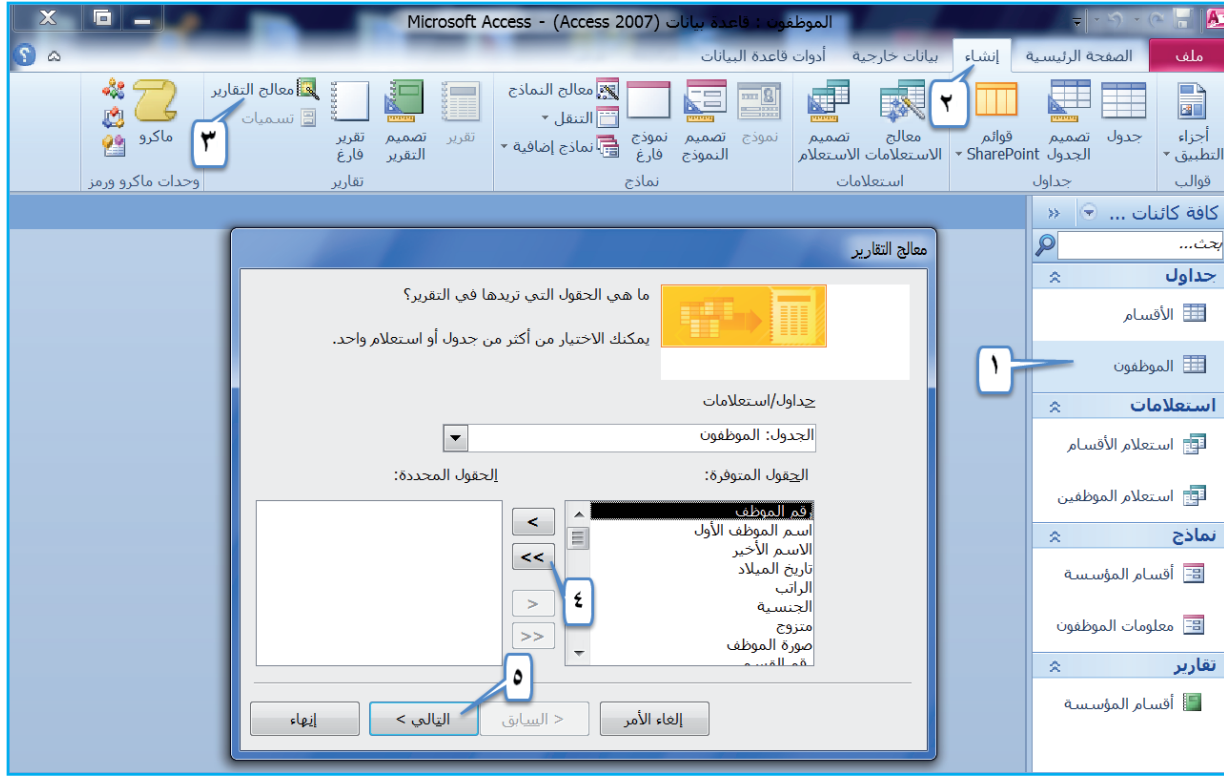 الموظفون : قاعدة بيانات (Access 2007) - Microsoft Access
ملف
الصفحة الرئيسية
إنشاء
بيانات خارجية
أدوات قاعدة البيانات
٢
أجزاء التطبيق
قوالب
جدول
تصميم الجدول
قوائم SharePoint
جداول
معالج الاستعلامات
تصميم الاستعلام
استعلامات
نموذج
تصميم النموذج
نموذج فارغ
معالج النماذج
التنقل
نماذج إضافية
نماذج
تقرير
تصميم التقرير
تقرير فارغ
معالج التقارير
تسميات
٣
تقارير
ماكرو
وحدات ماكرو ورمز
كافة كائنات ...
بحث...
جداول
الأقسام
الموظفون
١
استعلامات
استعلام الأقسام
استعلام الموظفين
نماذج
أقسام المؤسسة
معلومات الموظفون
تقارير
أقسام المؤسسة
معالج التقارير
ما هي الحقول التي تريدها في التقرير؟
يمكنك الاختيار من أكثر من جدول أو استعلام واحد.
جداول/استعلامات
الجدول: الموظفون
الحقول المتوفرة:
الحقول المحددة:
رقم الموظف
اسم الموظف الأول
الاسم الأخير
تاريخ الميلاد
الراتب
الجنسية
متزوج
صورة الموظف
رقم القسم
>
>>
<
<<
٤
٥
إلغاء الأمر
< السابق
التالي >
إنهاء